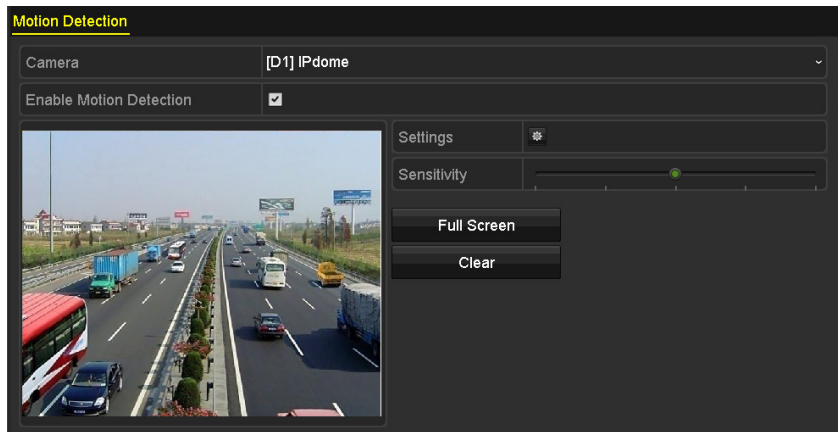 Motion Detection
Camera
[D1] IPdome
Enable Motion Detection
Settings
Sensitivity
Full Screen
Clear